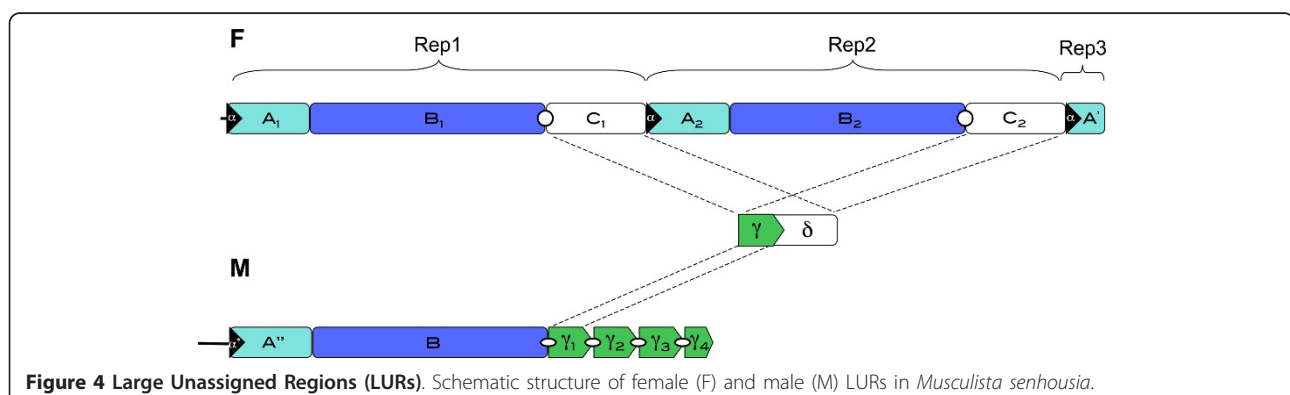 F
Rep1 Rep2 Rep3
α A₁ B₁ C₁ α A₂ B₂ C₂ α A'
γ δ
M
α" A" B γ₁ γ₂ γ₃ γ₄
Figure 4 Large Unassigned Regions (LURs). Schematic structure of female (F) and male (M) LURs in Musculista senhousia.